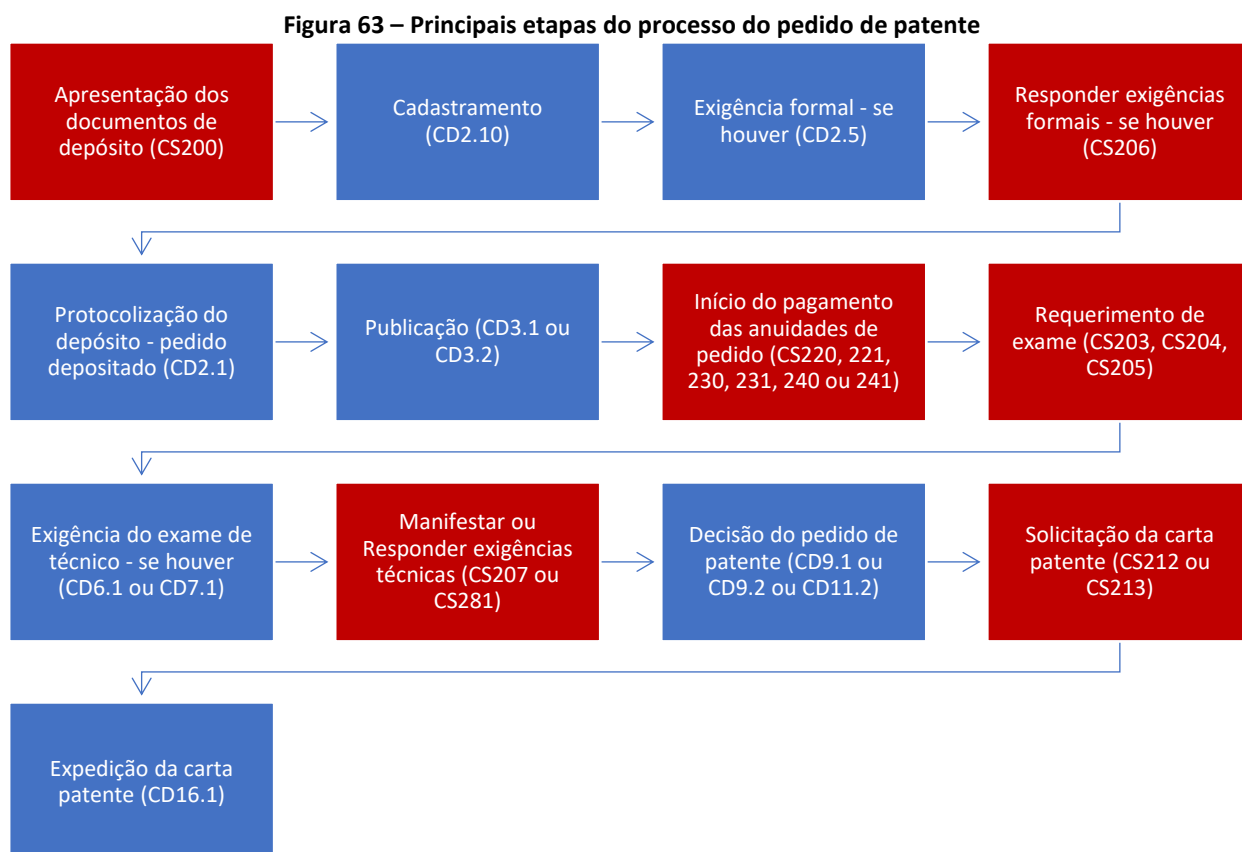 Figura 63 – Principais etapas do processo do pedido de patente
Apresentação dos
documentos de
depósito (CS200)
Cadastramento
(CD2.10)
Exigência formal - se
houver (CD2.5)
Responder exigências
formais - se houver
(CS206)
Protocolização do
depósito - pedido
depositado (CD2.1)
Publicação (CD3.1 ou
CD3.2)
Início do pagamento
das anuidades de
pedido (CS220, 221,
230, 231, 240 ou 241)
Requerimento de
exame (CS203, CS204,
CS205)
Exigência do exame de
técnico - se houver
(CD6.1 ou CD7.1)
Manifestar ou
Responder exigências
técnicas (CS207 ou
CS281)
Decisão do pedido de
patente (CD9.1 ou
CD9.2 ou CD11.2)
Solicitação da carta
patente (CS212 ou
CS213)
Expedição da carta
patente (CD16.1)